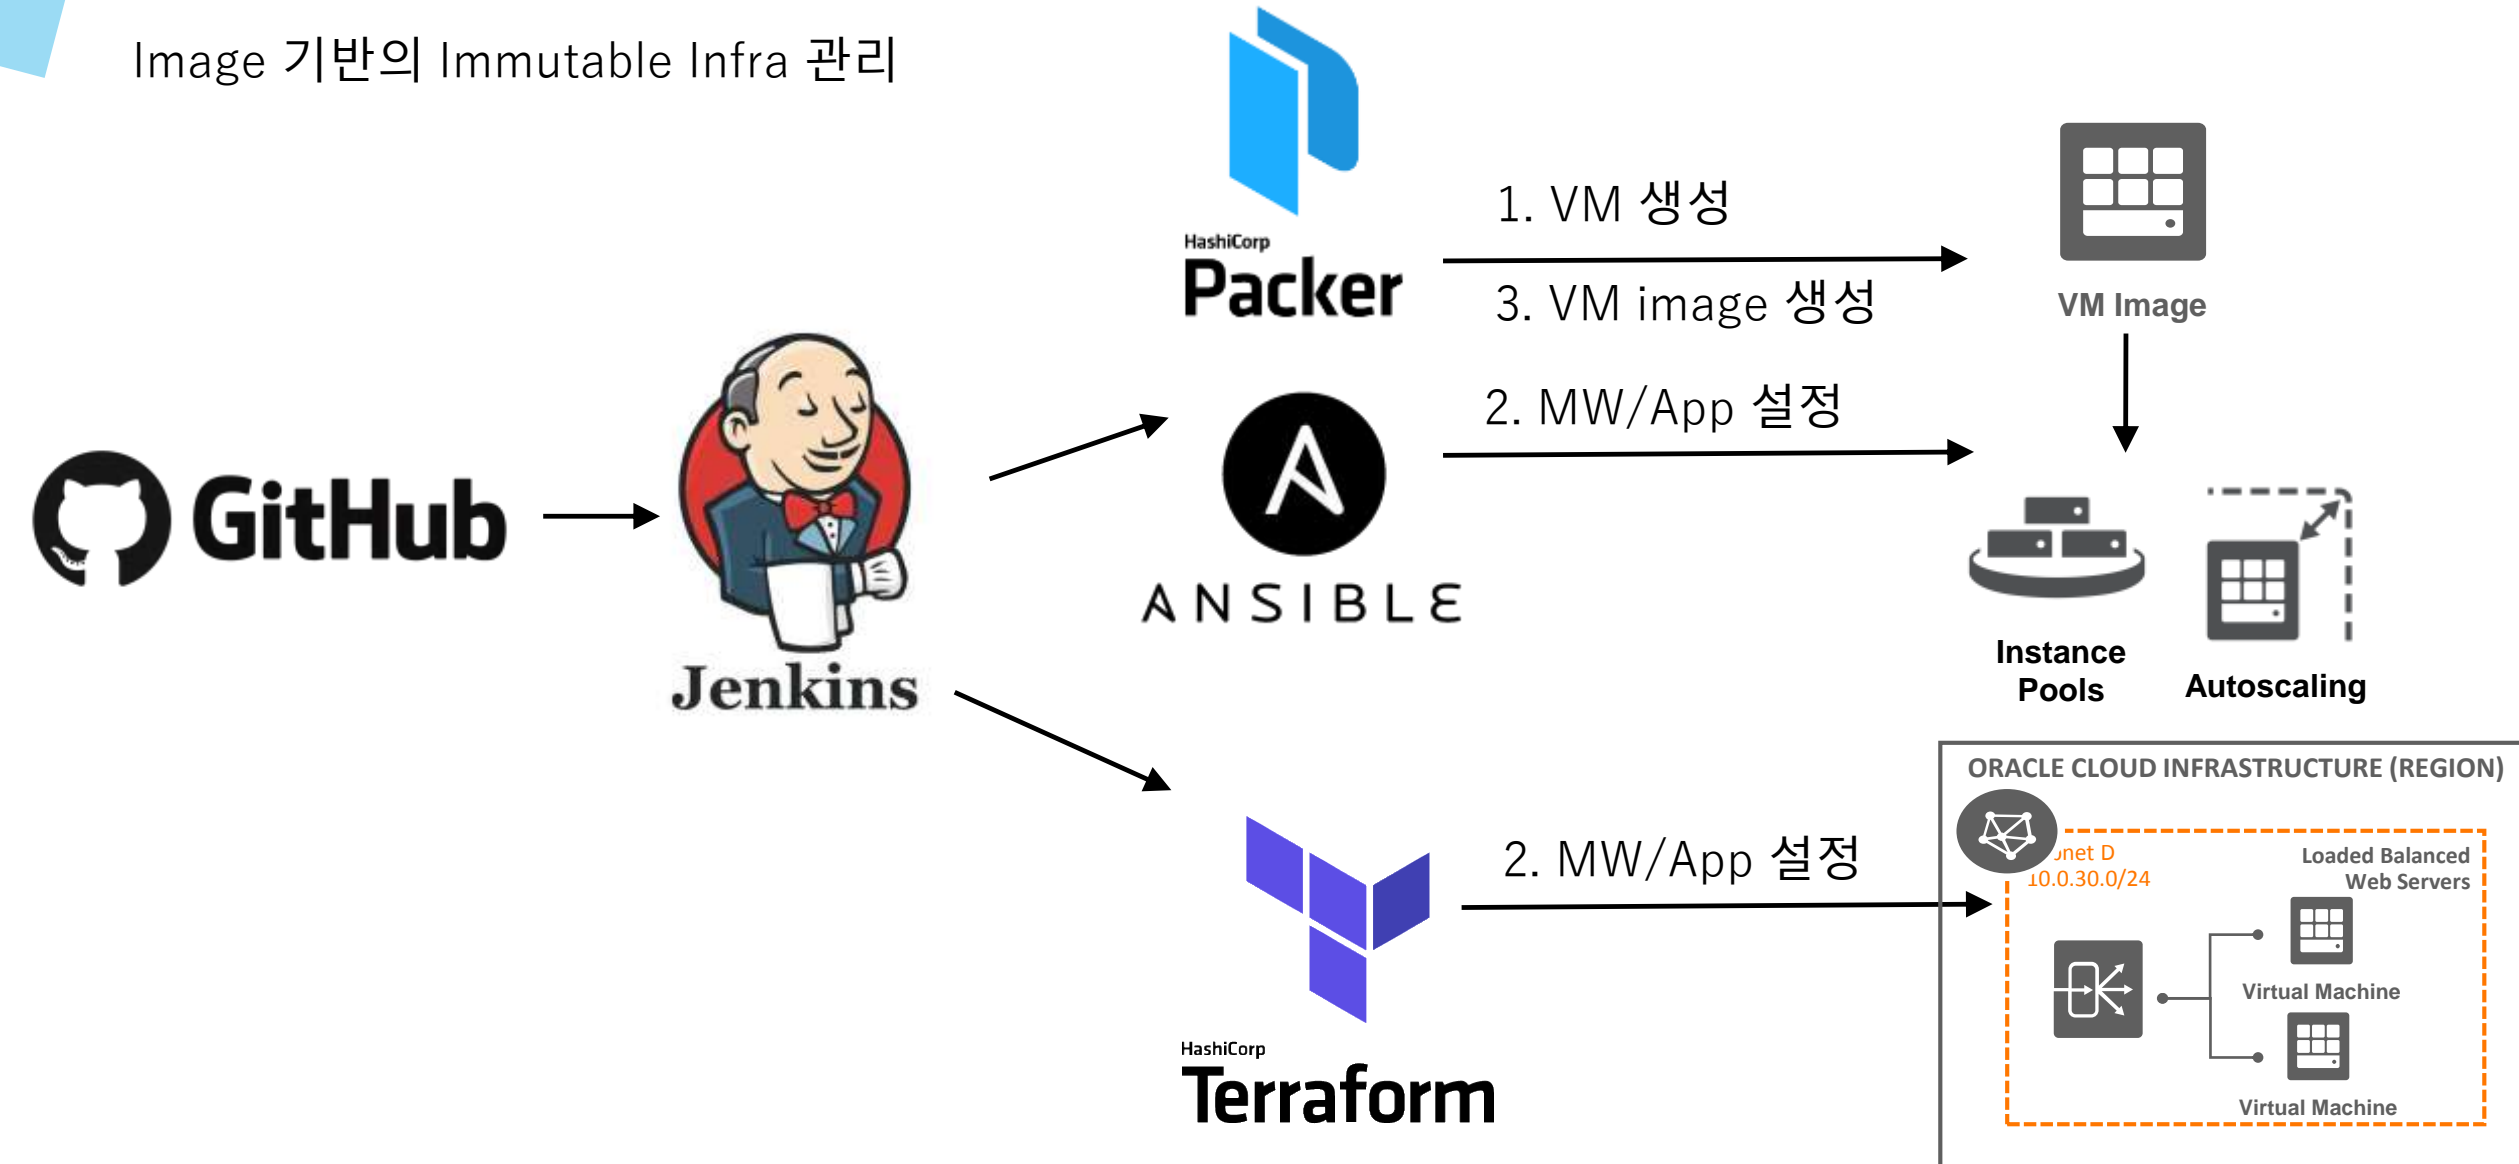 Image 기반의 Immutable Infra 관리
HashiCorp
Packer
1. VM 생성
3. VM image 생성
VM Image
GitHub
Jenkins
ANSIBLE
2. MW/App 설정
Instance
Pools
Autoscaling
HashiCorp
Terraform
2. MW/App 설정
ORACLE CLOUD INFRASTRUCTURE (REGION)
D
10.0.30.0/24
Loaded Balanced
Web Servers
Virtual Machine
Virtual Machine